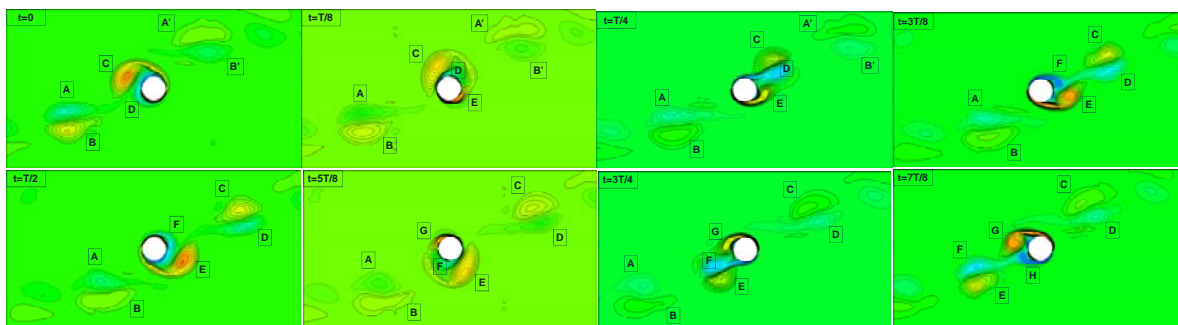 t=0
A'
C
B'
A
D
B
t=T/8
A'
C
D
B'
A
E
B
t=T/4
A'
C
D
B'
A
E
B
t=3T/8
C
F
D
A
E
B
t=T/2
C
F
D
A
E
B
t=5T/8
C
G
D
F
A
E
B
t=3T/4
C
G
D
F
A
E
B
t=7T/8
C
G
D
F
H
E